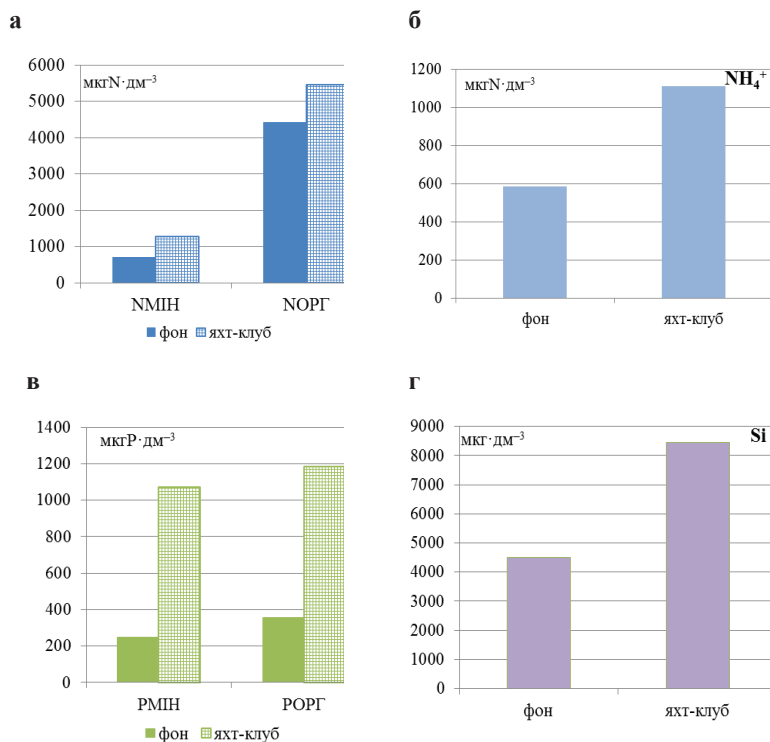 а
6000
мкгN·дм⁻³
5000
4000
3000
2000
1000
0
NМІН NОРГ
фон яхт-клуб
б
1200
мкгN·дм⁻³ NH₄⁺
1000
800
600
400
200
0
фон яхт-клуб
в
1400
мкгP·дм⁻³
1200
1000
800
600
400
200
0
PМІН PОРГ
фон яхт-клуб
г
9000
мкг·дм⁻³ Si
8000
7000
6000
5000
4000
3000
2000
1000
0
фон яхт-клуб